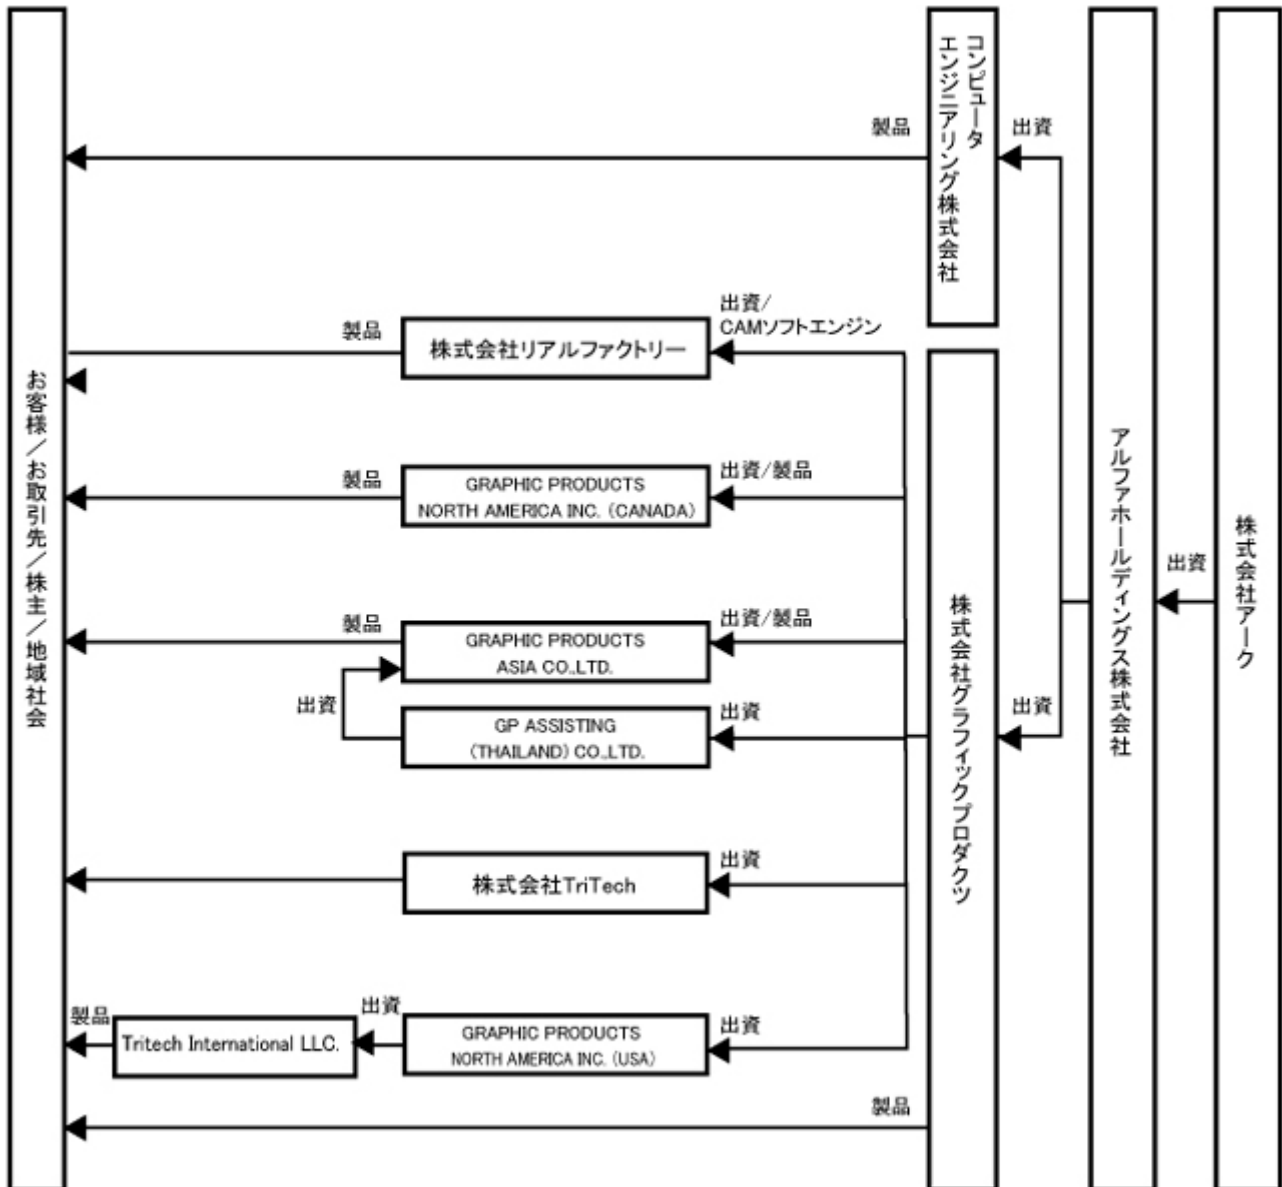 コンピュータ
エンジニアリング株式会社
製品
出資
出資/
CAMソフトエンジン
製品
株式会社リアルファクトリー
お客様／お取引先／株主／地域社会
製品
GRAPHIC PRODUCTS
NORTH AMERICA INC. (CANADA)
出資/製品
アルファホールディングス株式会社
株式会社アーク
出資
製品
GRAPHIC PRODUCTS
ASIA CO.,LTD.
出資/製品
株式会社グラフィックプロダクツ
出資
出資
GP ASSISTING
(THAILAND) CO.,LTD.
出資
株式会社TriTech
出資
製品
Tritech International LLC.
出資
GRAPHIC PRODUCTS
NORTH AMERICA INC. (USA)
出資
製品